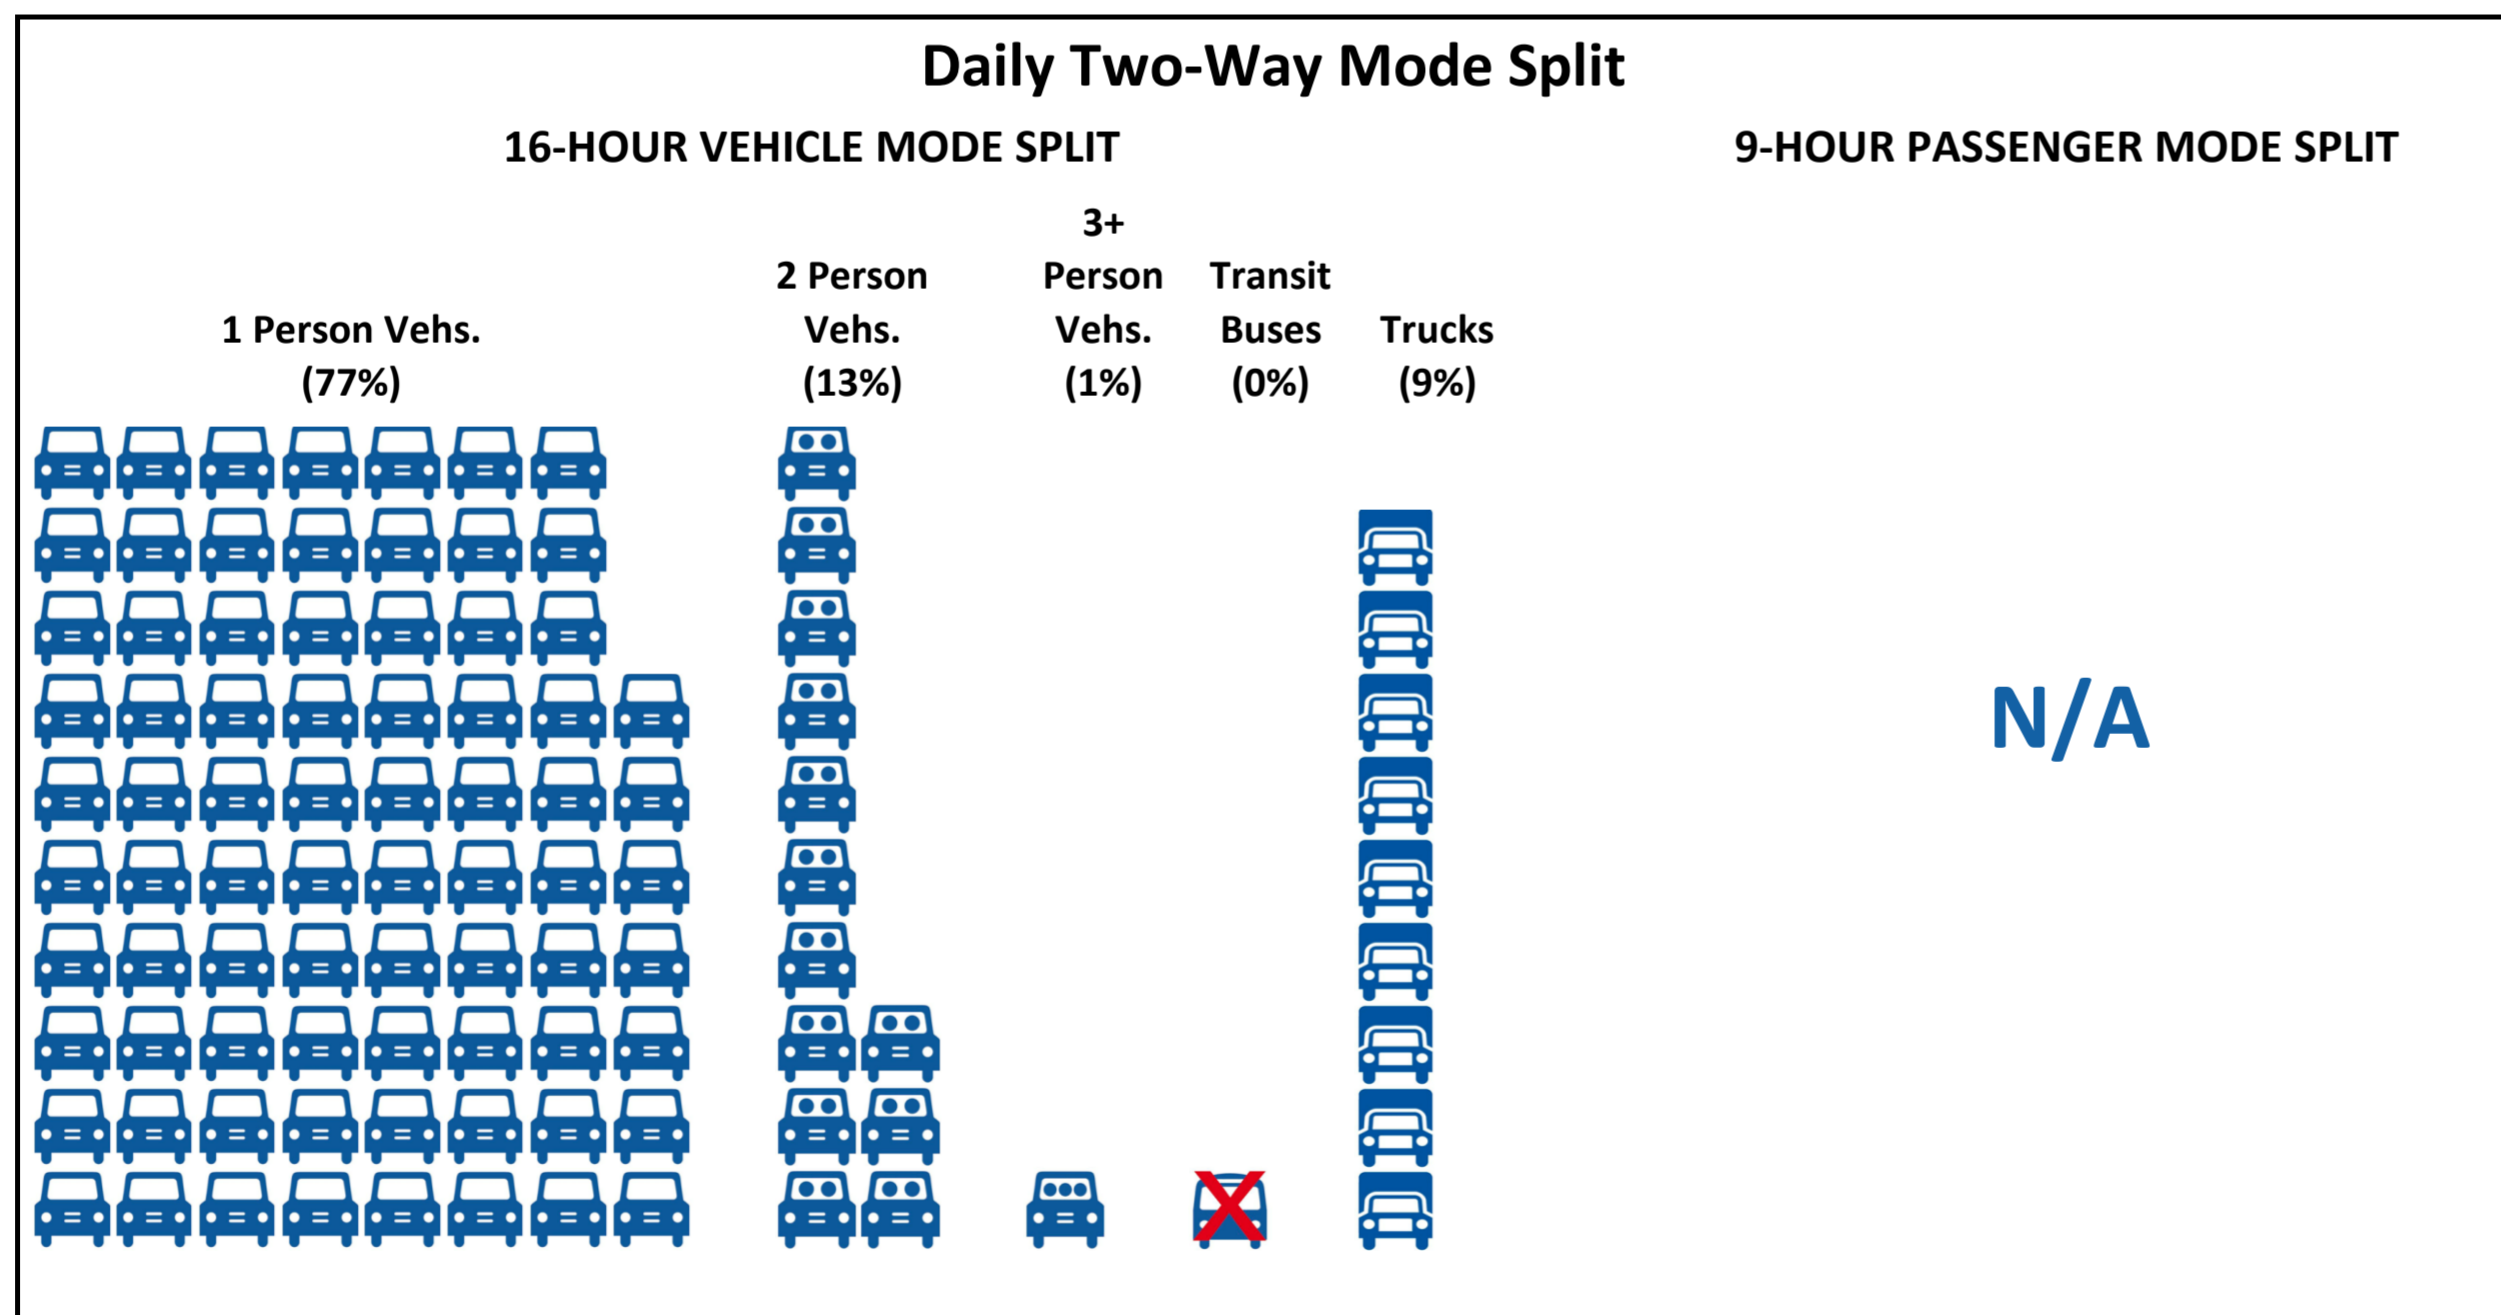 Daily Two-Way Mode Split
16-HOUR VEHICLE MODE SPLIT
9-HOUR PASSENGER MODE SPLIT
1 Person Vehs.
(77%)
2 Person
Vehs.
(13%)
3+
Person
Vehs.
(1%)
Transit
Buses
(0%)
Trucks
(9%)
N/A